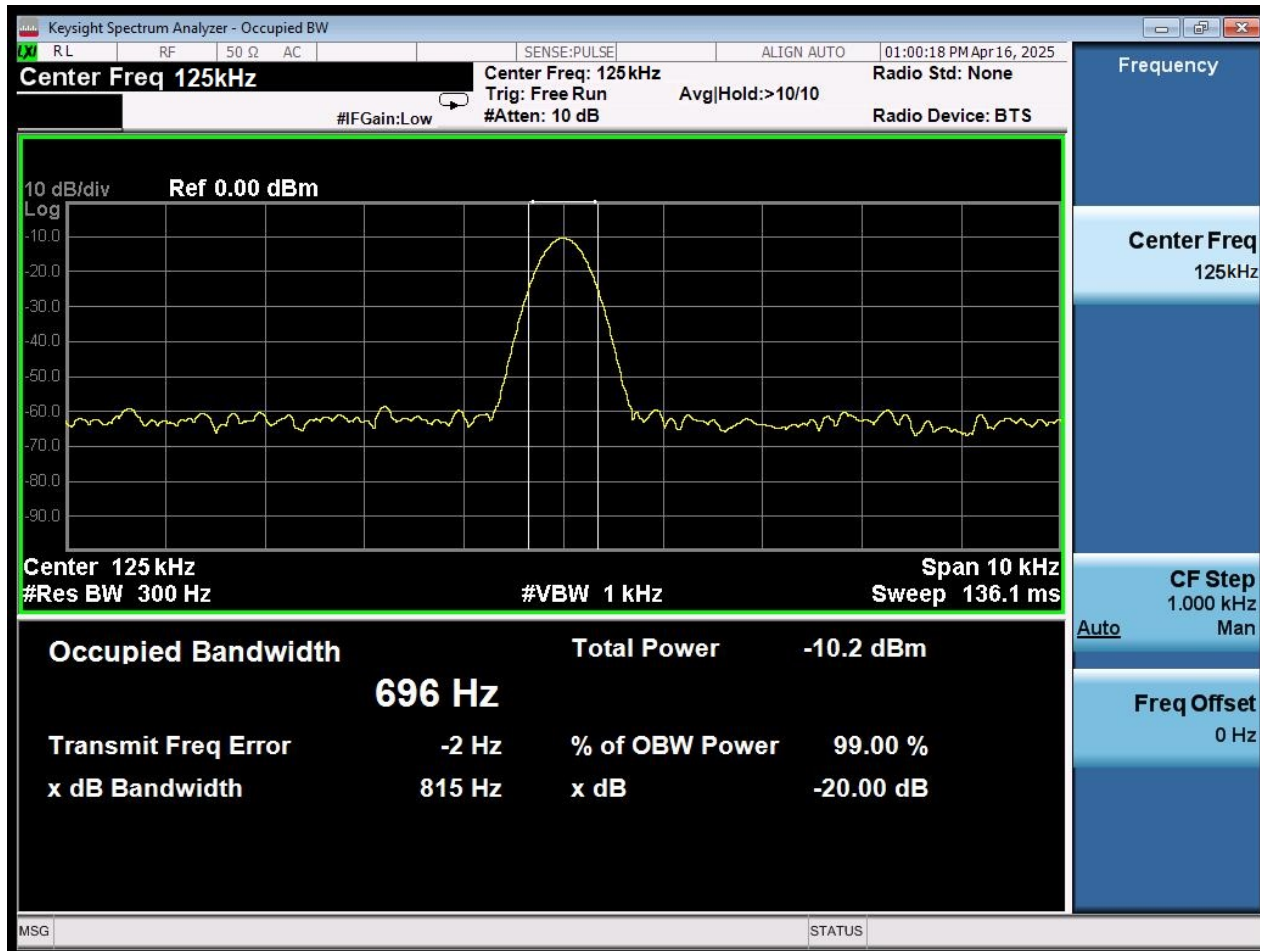 Keysight Spectrum Analyzer - Occupied BW
LXI RL RF 50 Ω AC SENSE:PULSE ALIGN AUTO 01:00:18 PM Apr 16, 2025
Center Freq 125kHz
Center Freq: 125kHz Radio Std: None
Trig: Free Run Avg|Hold:>10/10
#IFGain:Low #Atten: 10 dB Radio Device: BTS
Frequency
10 dB/div Ref 0.00 dBm
Log
-10.0
-20.0
-30.0
-40.0
-50.0
-60.0
-70.0
-80.0
-90.0
Center 125 kHz Span 10 kHz
#Res BW 300 Hz #VBW 1 kHz Sweep 136.1 ms
Occupied Bandwidth Total Power -10.2 dBm
696 Hz
Transmit Freq Error -2 Hz % of OBW Power 99.00 %
x dB Bandwidth 815 Hz x dB -20.00 dB
Center Freq
125kHz
CF Step
1.000 kHz
Auto Man
Freq Offset
0 Hz
MSG STATUS